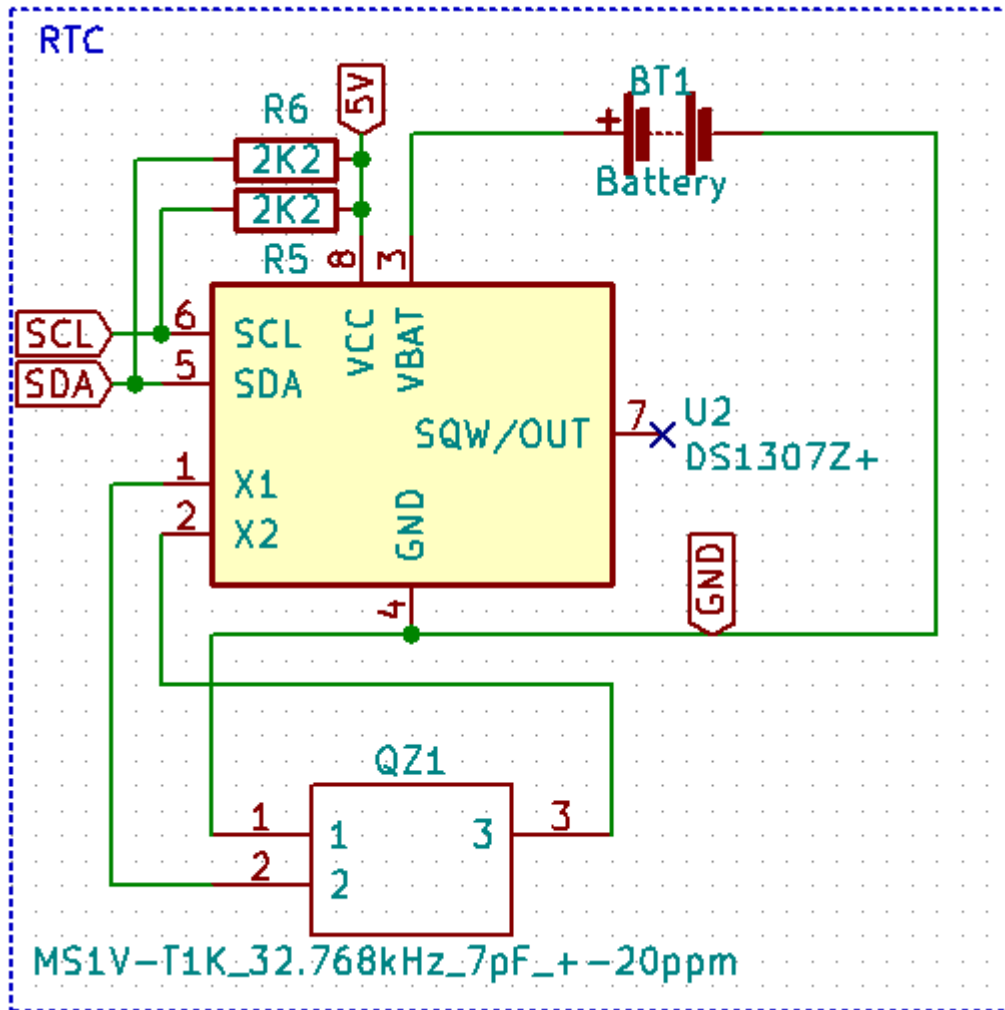 RTC
5V
BT1
+
Battery
R6
2K2
2K2
R5
8
3
SCL
6
SCL
VCC
VBAT
SDA
5
SDA
SQW/OUT
7
U2
DS1307Z+
1
X1
2
X2
GND
4
GND
QZ1
1
1
3
3
2
2
MS1V-T1K_32.768kHz_7pF_+-20ppm